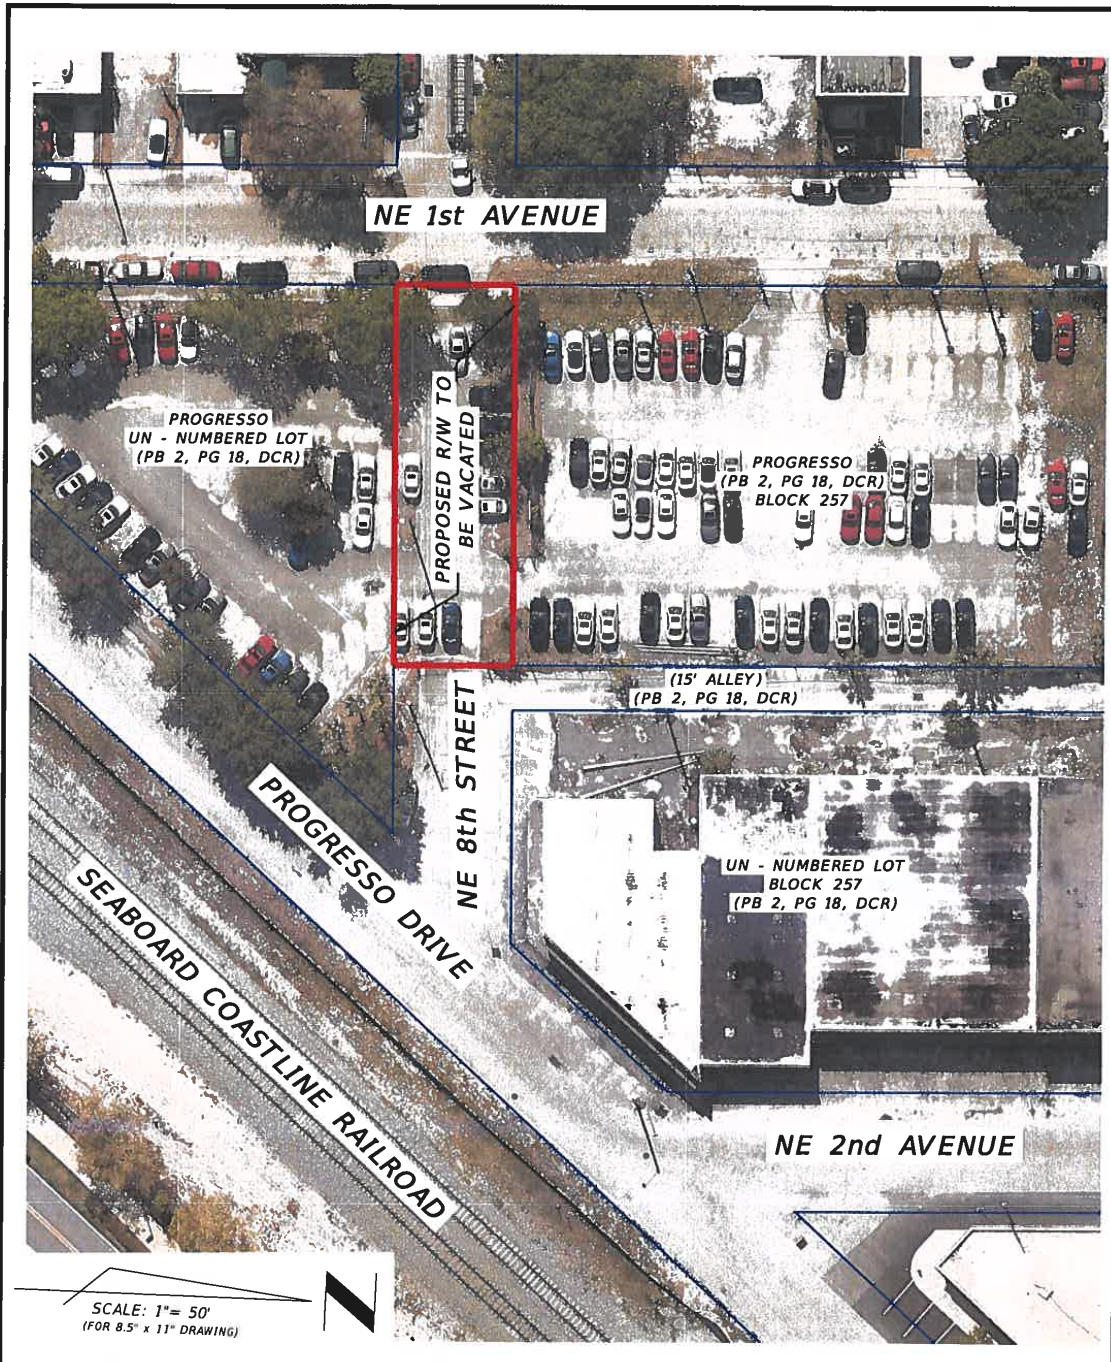 NE 1st AVENUE
PROGRESSO
UN - NUMBERED LOT
(PB 2, PG 18, DCR)
PROPOSED R/W TO
BE VACATED
PROGRESSO
(PB 2, PG 18, DCR)
BLOCK 257
(15' ALLEY)
(PB 2, PG 18, DCR)
NE 8th STREET
PROGRESSO DRIVE
SEABOARD COASTLINE RAILROAD
UN - NUMBERED LOT
BLOCK 257
(PB 2, PG 18, DCR)
NE 2nd AVENUE
SCALE: 1"= 50'
(FOR 8.5" x 11" DRAWING)
N